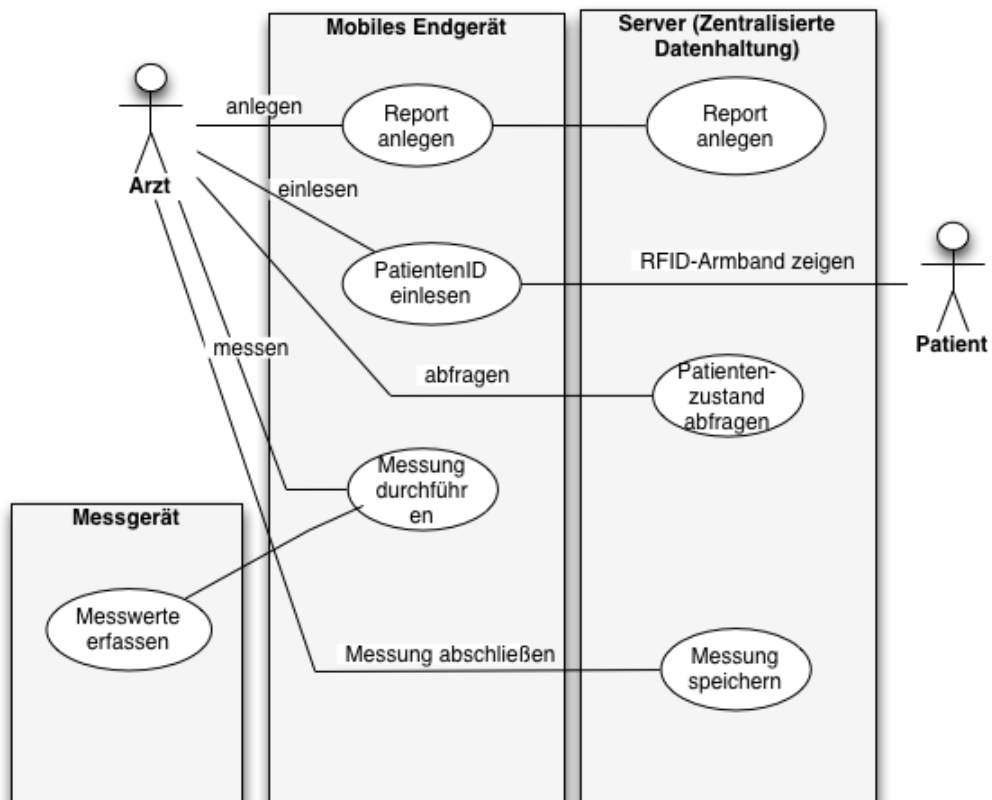 Mobiles Endgerät
Server (Zentralisierte
Datenhaltung)
anlegen
Report
anlegen
Report
anlegen
Arzt
einlesen
PatientenID
einlesen
RFID-Armband zeigen
Patient
messen
abfragen
Patienten-
zustand
abfragen
Messung
durchführ
en
Messgerät
Messwerte
erfassen
Messung abschließen
Messung
speichern